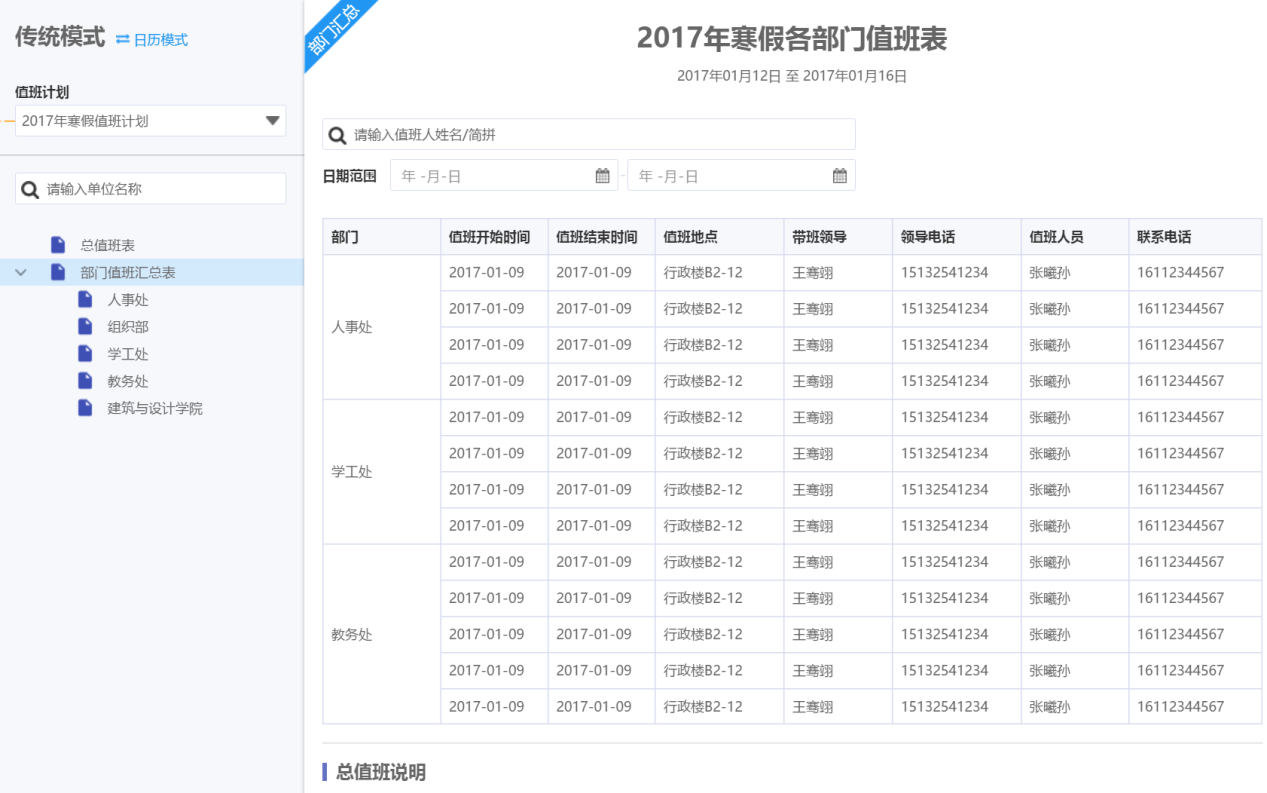 传统模式 日历模式
值班计划
2017年寒假值班计划
请输入单位名称
总值班表
部门值班汇总表
人事处
组织部
学工处
教务处
建筑与设计学院
部门汇总
2017年寒假各部门值班表
2017年01月12日 至 2017年01月16日
请输入值班人姓名/简拼
日期范围 年 -月-日 - 年 -月-日
部门 值班开始时间 值班结束时间 值班地点 带班领导 领导电话 值班人员 联系电话
人事处
2017-01-09 2017-01-09 行政楼B2-12 王骞翊 15132541234 张曦孙 16112344567
2017-01-09 2017-01-09 行政楼B2-12 王骞翊 15132541234 张曦孙 16112344567
2017-01-09 2017-01-09 行政楼B2-12 王骞翊 15132541234 张曦孙 16112344567
2017-01-09 2017-01-09 行政楼B2-12 王骞翊 15132541234 张曦孙 16112344567
学工处
2017-01-09 2017-01-09 行政楼B2-12 王骞翊 15132541234 张曦孙 16112344567
2017-01-09 2017-01-09 行政楼B2-12 王骞翊 15132541234 张曦孙 16112344567
2017-01-09 2017-01-09 行政楼B2-12 王骞翊 15132541234 张曦孙 16112344567
2017-01-09 2017-01-09 行政楼B2-12 王骞翊 15132541234 张曦孙 16112344567
教务处
2017-01-09 2017-01-09 行政楼B2-12 王骞翊 15132541234 张曦孙 16112344567
2017-01-09 2017-01-09 行政楼B2-12 王骞翊 15132541234 张曦孙 16112344567
2017-01-09 2017-01-09 行政楼B2-12 王骞翊 15132541234 张曦孙 16112344567
2017-01-09 2017-01-09 行政楼B2-12 王骞翊 15132541234 张曦孙 16112344567
2017-01-09 2017-01-09 行政楼B2-12 王骞翊 15132541234 张曦孙 16112344567
总值班说明